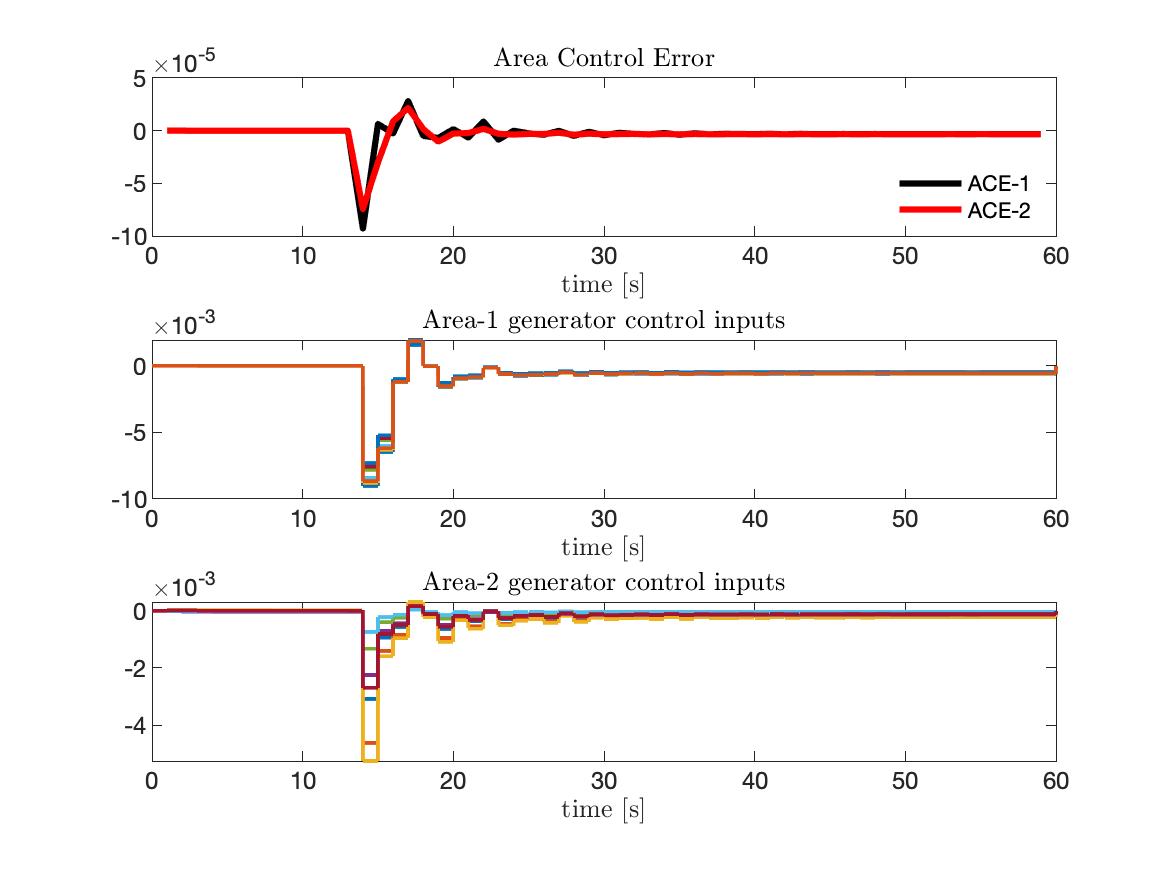 ×10-5
Area Control Error
5
0
-5
-10
ACE-1
ACE-2
0 10 20 30 40 50 60
time [s]
×10-3
Area-1 generator control inputs
0
-5
-10
0 10 20 30 40 50 60
time [s]
×10-3
Area-2 generator control inputs
0
-2
-4
0 10 20 30 40 50 60
time [s]